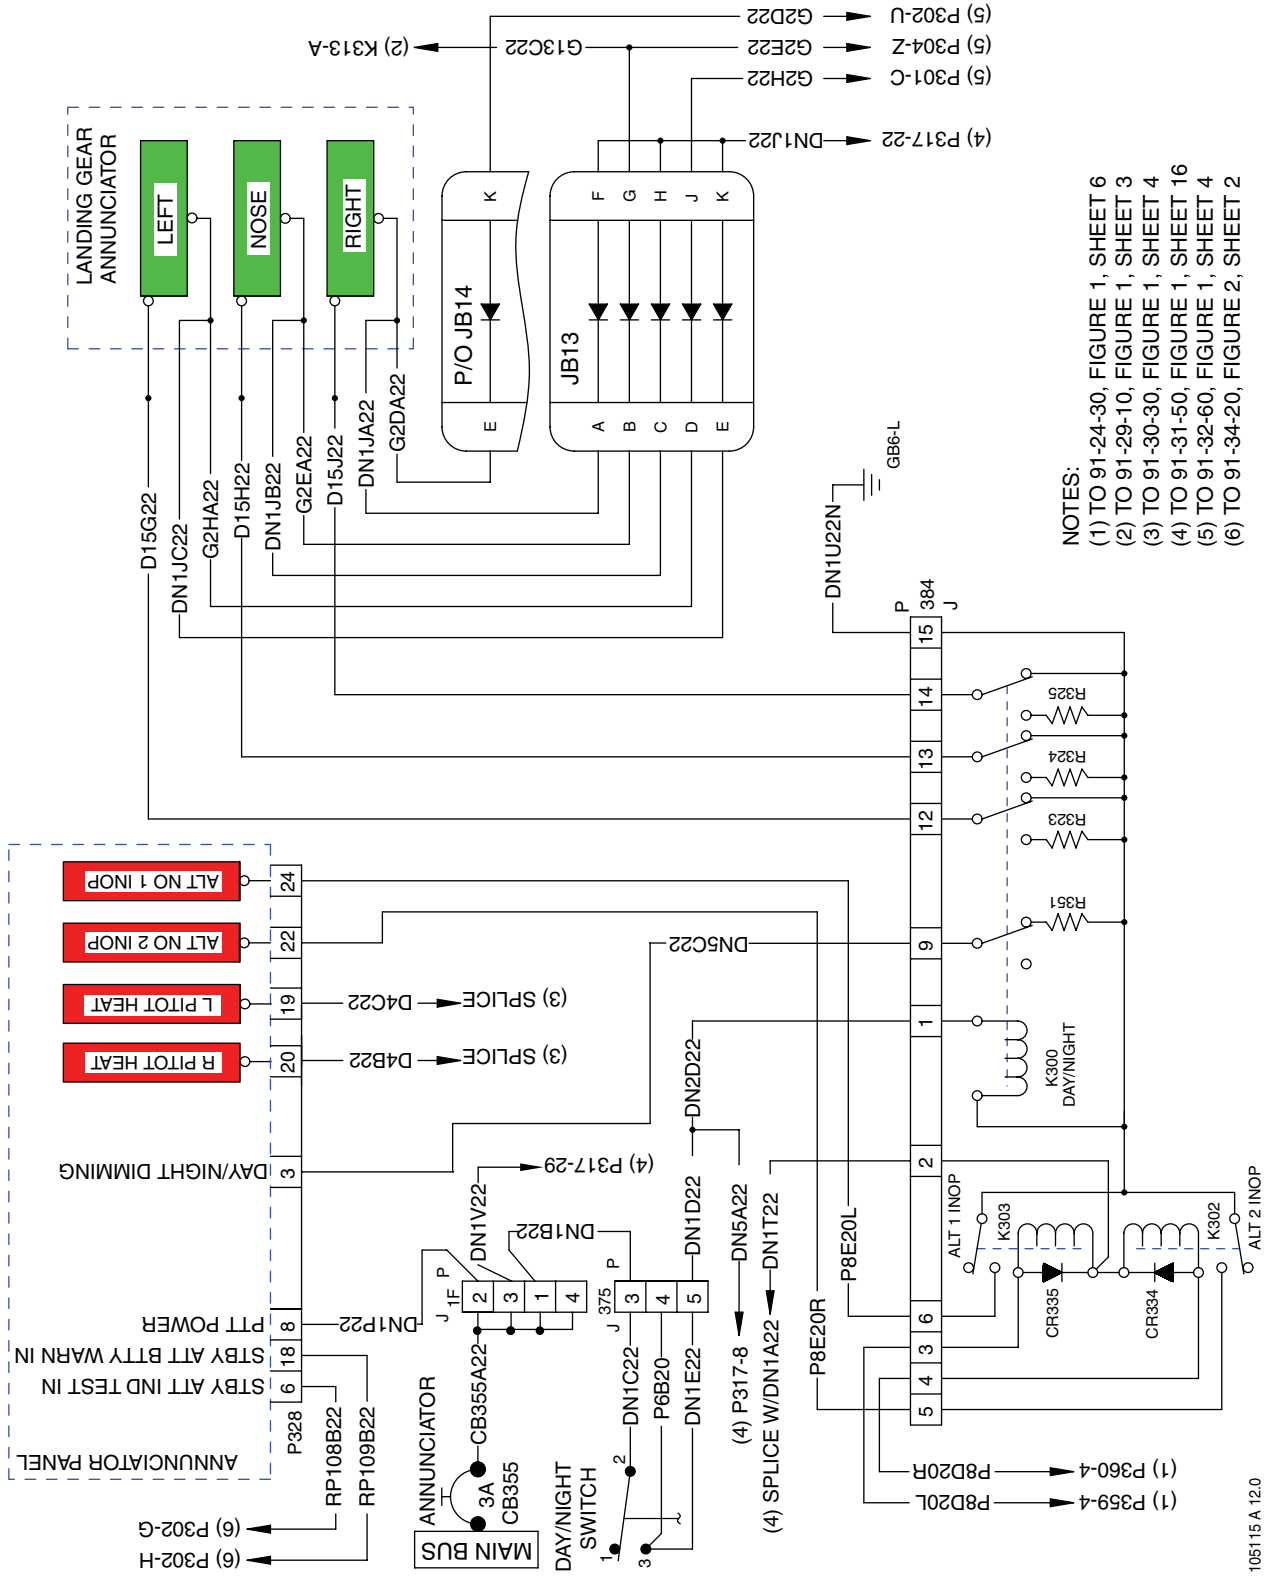 (5) P302-U
G2D22
(2) K313-A
G13C22
G2E22
(5) P304-Z
G2H22
(5) P301-C
DN1J22
(4) P317-22
LANDING GEAR
ANNUNCIATOR
LEFT
NOSE
RIGHT
P/O JB14
E
K
JB13
A
B
C
D
E
F
G
H
J
K
D15G22
DN1JC22
G2HA22
D15H22
DN1JB22
G2EA22
D15J22
DN1JA22
G2DA22
DN1U22N
GB6-L
NOTES:
(1) TO 91-24-30, FIGURE 1, SHEET 6
(2) TO 91-29-10, FIGURE 1, SHEET 3
(3) TO 91-30-30, FIGURE 1, SHEET 4
(4) TO 91-31-50, FIGURE 1, SHEET 16
(5) TO 91-32-60, FIGURE 1, SHEET 4
(6) TO 91-34-20, FIGURE 2, SHEET 2
ANNUNCIATOR PANEL
ALT NO 1 INOP
24
ALT NO 2 INOP
22
L PITOT HEAT
19
D4C22
(3) SPLICE
R PITOT HEAT
20
D4B22
(3) SPLICE
DAY/NIGHT DIMMING
3
PTT POWER
8
DN1P22
STBY ATT BTTY WARN IN
18
STBY ATT IND TEST IN
6
P328
RP108B22
RP109B22
(6) P302-G
(6) P302-H
ANNUNCIATOR
3A
CB355
MAIN BUS
CB355A22
J
1F
P
2
3
1
4
DN1V22
(4) P317-29
DN1B22
J
375
P
3
4
5
DN1C22
P6B20
DN1E22
DAY/NIGHT
SWITCH
1
2
3
DN1D22
DN2D22
DN5A22
(4) P317-8
DN1T22
(4) SPLICE W/DN1A22
P8E20R
P8E20L
DN5C22
P
384
J
15
14
13
12
9
1
2
6
3
4
5
R325
R324
R323
R351
K300
DAY/NIGHT
ALT 1 INOP
K303
CR335
CR334
K302
ALT 2 INOP
P8D20R
(1) P360-4
P8D20L
(1) P359-4
105115 A 12.0